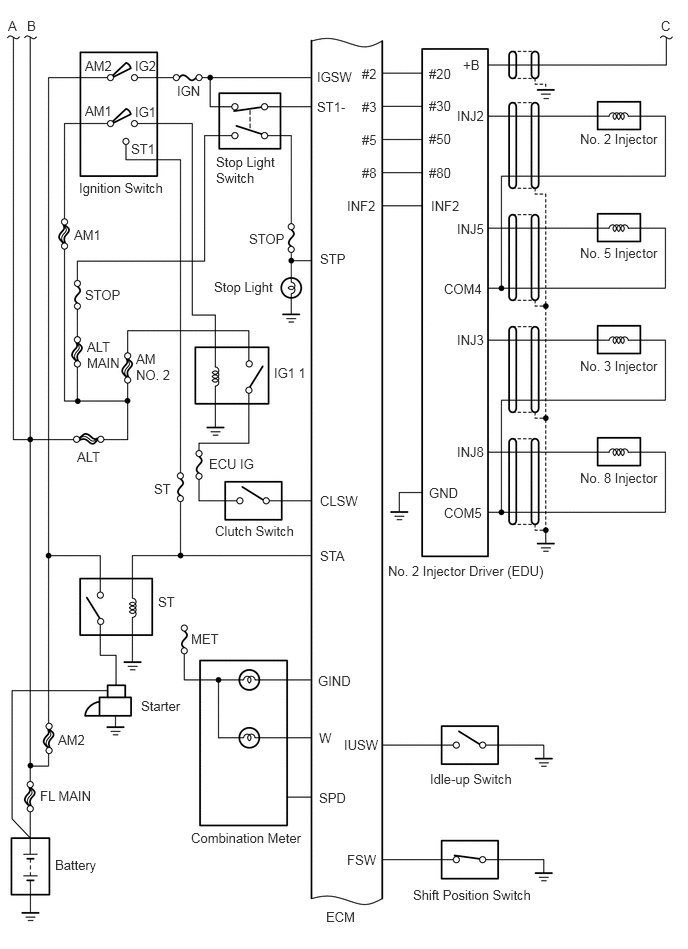 A
B
C
AM2
IG2
IGN
IGSW
#2
#20
+B
AM1
IG1
ST1-
#3
#30
INJ2
No. 2 Injector
ST1
Ignition Switch
Stop Light
Switch
#5
#50
#8
#80
INF2
INF2
AM1
STOP
INJ5
No. 5 Injector
STP
Stop Light
STOP
COM4
ALT
MAIN
AM
NO. 2
IG1 1
INJ3
No. 3 Injector
ALT
ECU IG
INJ8
No. 8 Injector
ST
CLSW
GND
COM5
Clutch Switch
STA
No. 2 Injector Driver (EDU)
ST
MET
GIND
Starter
W
IUSW
AM2
Idle-up Switch
FL MAIN
SPD
Combination Meter
Battery
FSW
Shift Position Switch
ECM